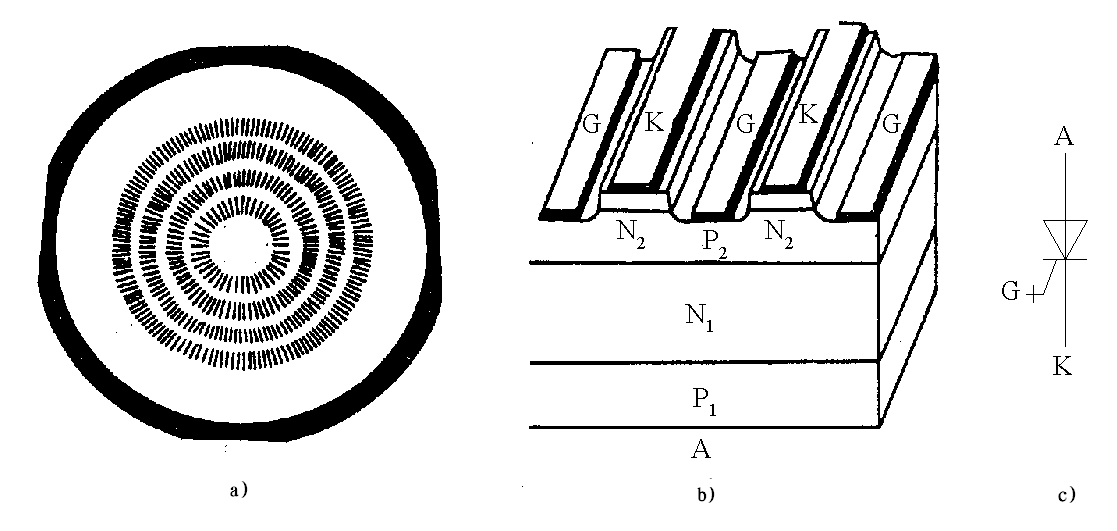 G K G K G
N₂ P₂ N₂
N₁
P₁
A
A
G
K
a) b) c)